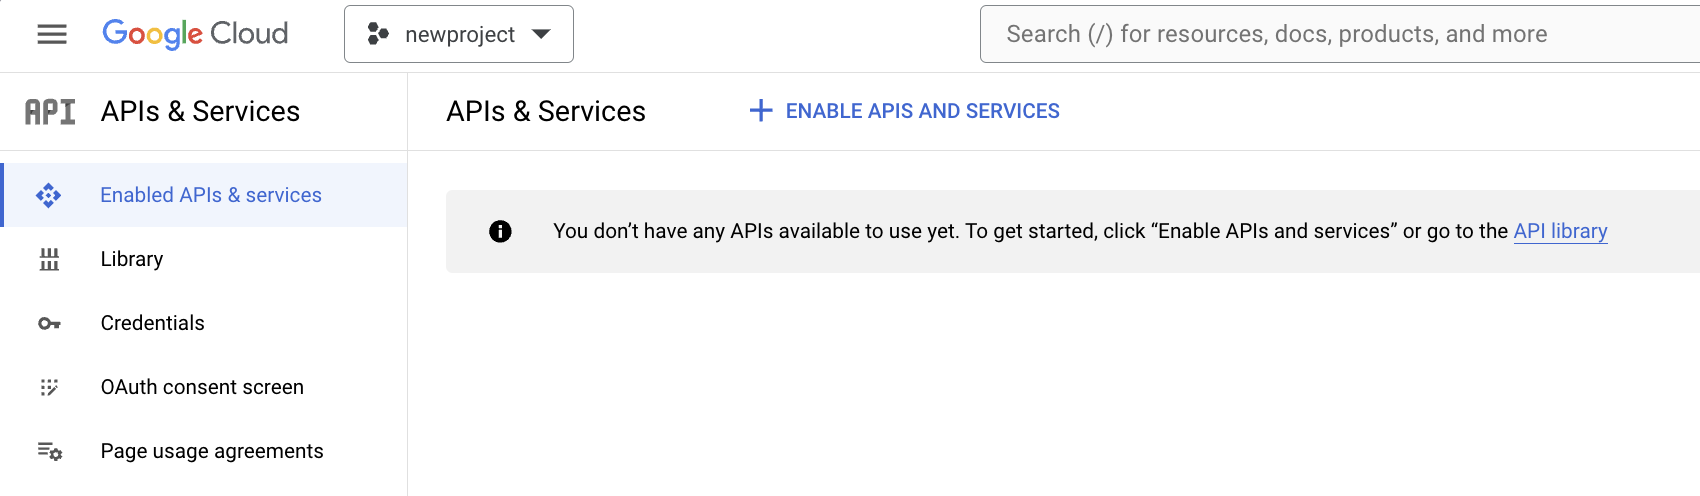 Google Cloud
newproject
Search (/) for resources, docs, products, and more
API
APIs & Services
APIs & Services
ENABLE APIS AND SERVICES
Enabled APIs & services
Library
Credentials
OAuth consent screen
Page usage agreements
You don’t have any APIs available to use yet. To get started, click “Enable APIs and services” or go to the API library